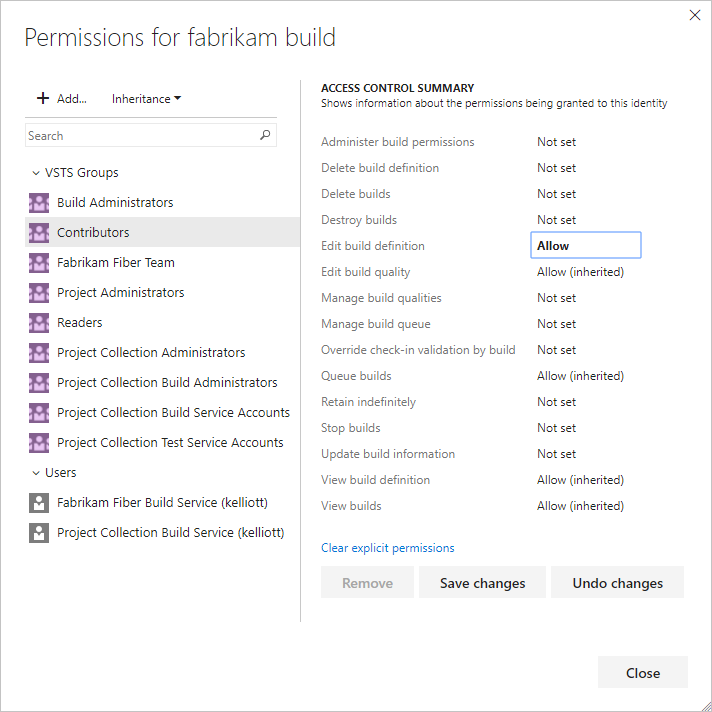 Permissions for fabrikam build
Add...
Inheritance
Search
VSTS Groups
Build Administrators
Contributors
Fabrikam Fiber Team
Project Administrators
Readers
Project Collection Administrators
Project Collection Build Administrators
Project Collection Build Service Accounts
Project Collection Test Service Accounts
Users
Fabrikam Fiber Build Service (kelliott)
Project Collection Build Service (kelliott)
ACCESS CONTROL SUMMARY
Shows information about the permissions being granted to this identity
Administer build permissions Not set
Delete build definition Not set
Delete builds Not set
Destroy builds Not set
Edit build definition Allow
Edit build quality Allow (inherited)
Manage build qualities Not set
Manage build queue Not set
Override check-in validation by build Not set
Queue builds Allow (inherited)
Retain indefinitely Not set
Stop builds Not set
Update build information Not set
View build definition Allow (inherited)
View builds Allow (inherited)
Clear explicit permissions
Remove Save changes Undo changes
Close